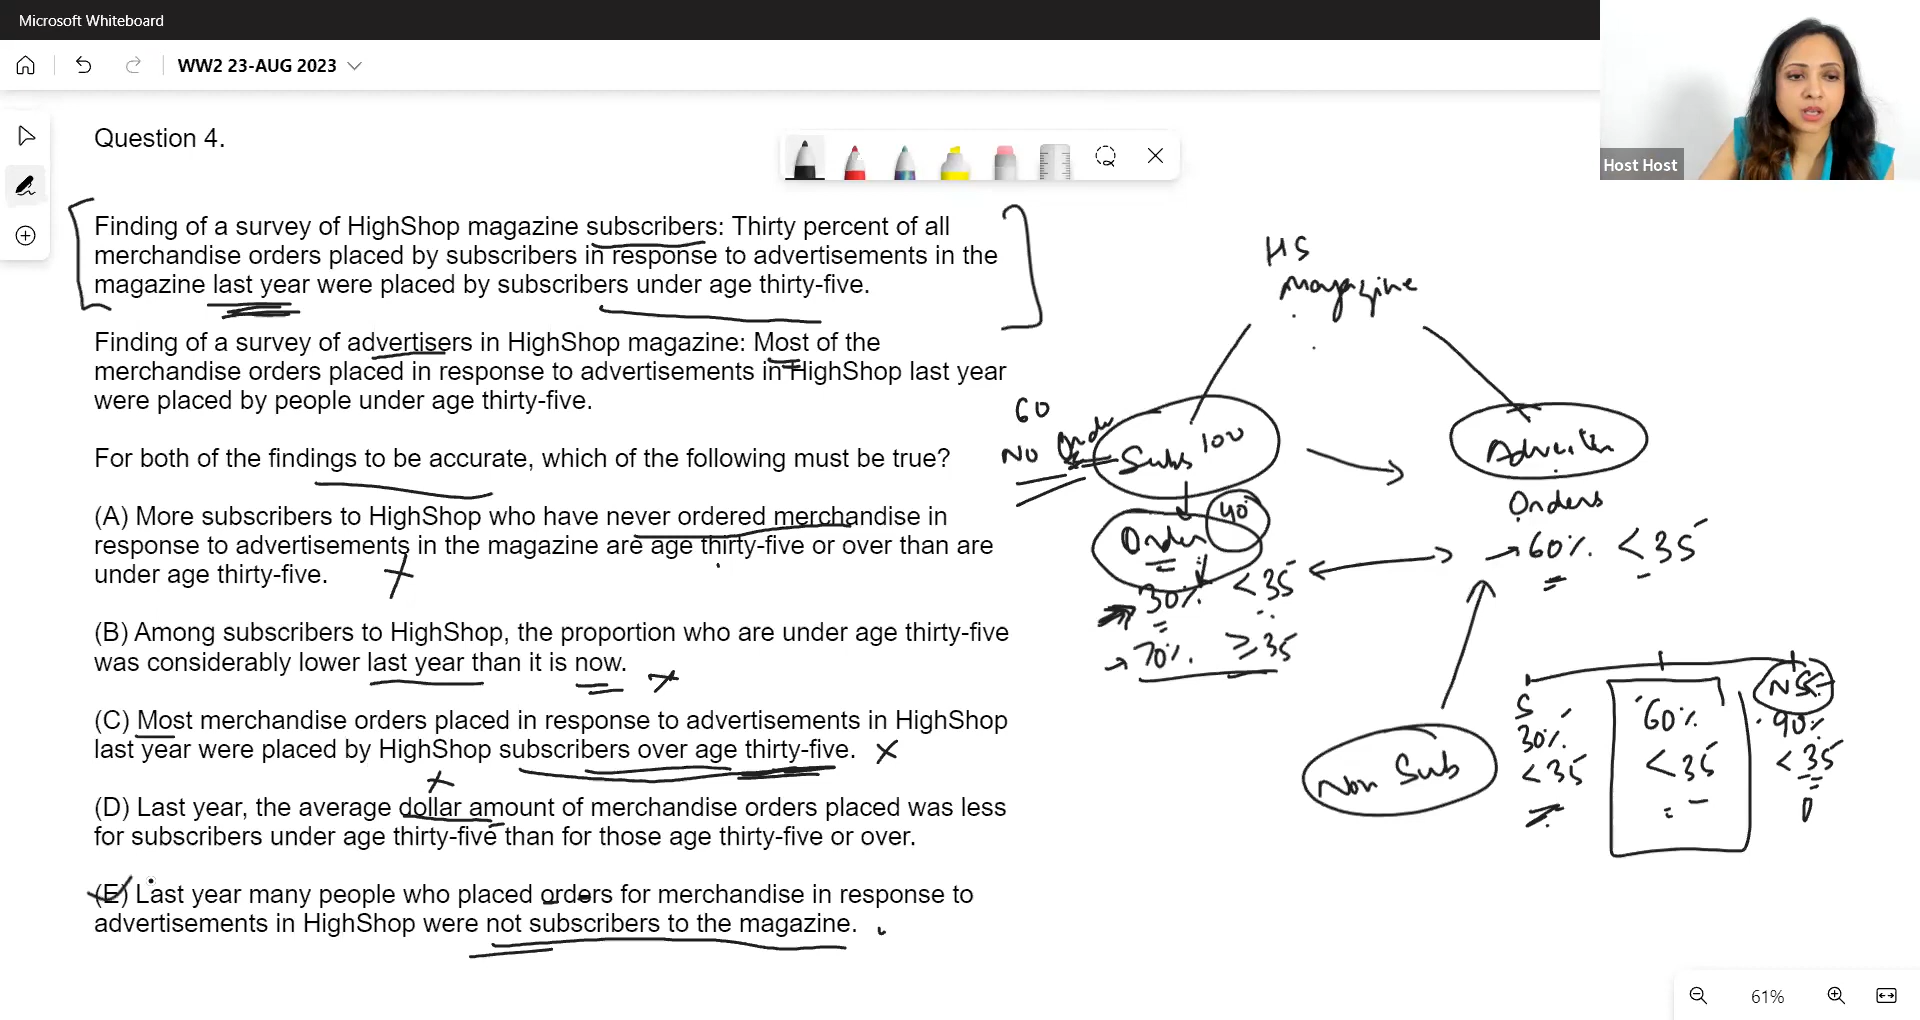 Microsoft Whiteboard
WW2 23-AUG 2023
Host Host
Question 4.
Finding of a survey of HighShop magazine subscribers: Thirty percent of all
merchandise orders placed by subscribers in response to advertisements in the
magazine last year were placed by subscribers under age thirty-five.
Finding of a survey of advertisers in HighShop magazine: Most of the
merchandise orders placed in response to advertisements in HighShop last year
were placed by people under age thirty-five.
For both of the findings to be accurate, which of the following must be true?
(A) More subscribers to HighShop who have never ordered merchandise in
response to advertisements in the magazine are age thirty-five or over than are
under age thirty-five.
(B) Among subscribers to HighShop, the proportion who are under age thirty-five
was considerably lower last year than it is now.
(C) Most merchandise orders placed in response to advertisements in HighShop
last year were placed by HighShop subscribers over age thirty-five.
(D) Last year, the average dollar amount of merchandise orders placed was less
for subscribers under age thirty-five than for those age thirty-five or over.
(E) Last year many people who placed orders for merchandise in response to
advertisements in HighShop were not subscribers to the magazine.
HS
magazine
60
No Order
Subs 100
Orders
60% <35
40
Order
30% <35
70% ≥35
Non Sub
S
30%
<35
60%
<35
NS
90%
<35
61%